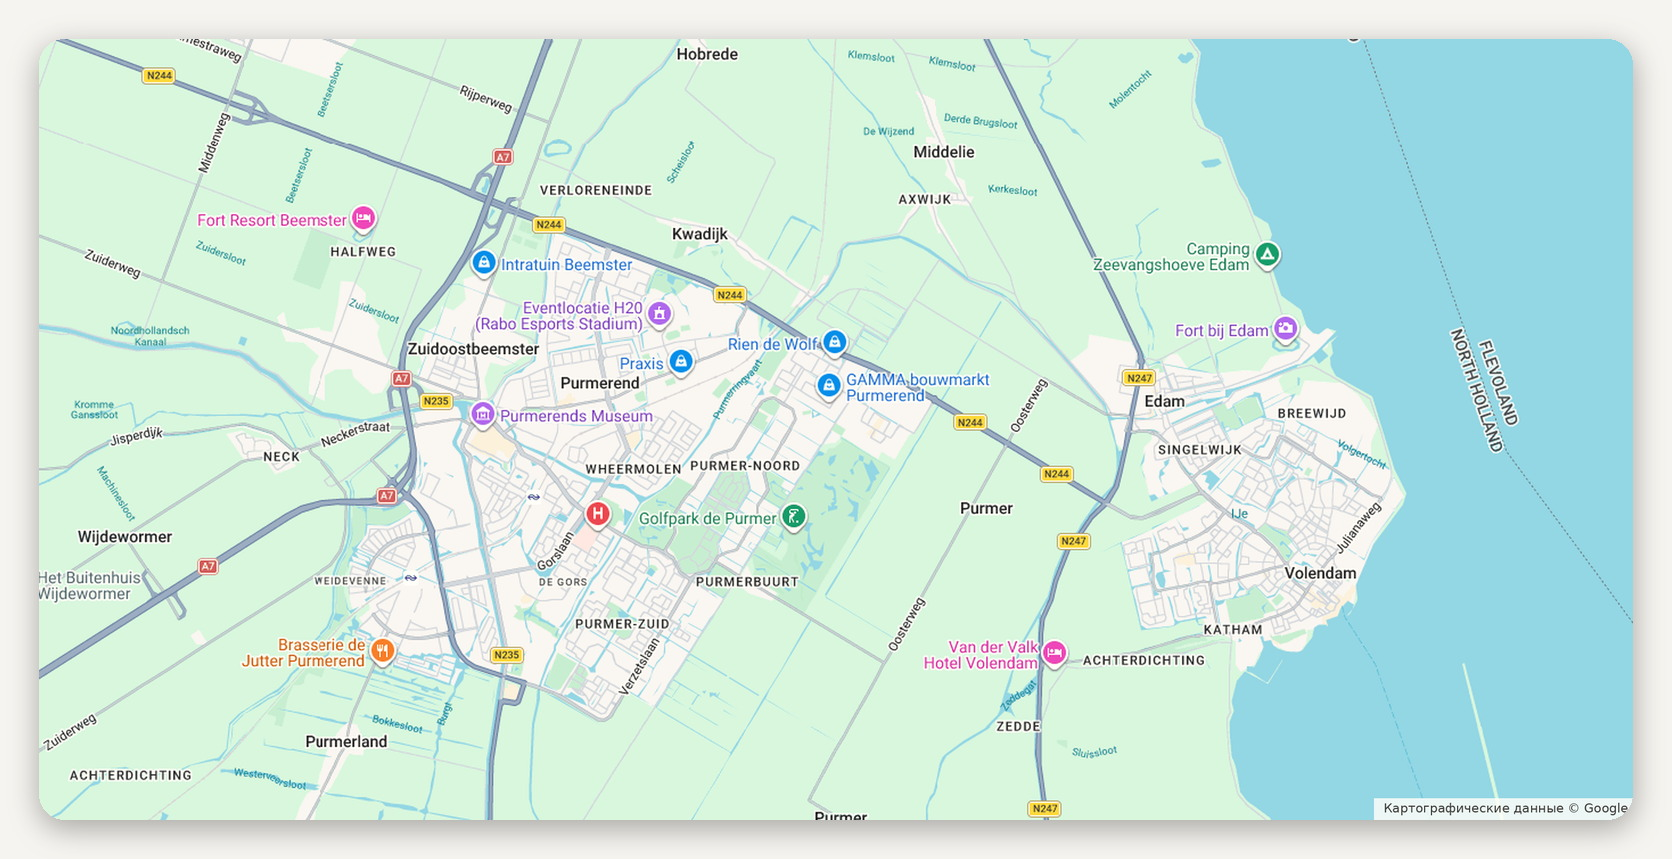 Hobrede
Klemsloot
Klemsloot
N244
Beetsersloot
Rijperweg
Molentocht
Middenweg
De Wijzend
Derde Brugsloot
A7
Middelie
Beetsersloot
VERLORENEINDE
Kerkesloot
AXWIJK
Fort Resort Beemster
N244
Kwadijk
Zuidersloot
HALFWEG
Camping
Zeevangshoeve Edam
Zuiderweg
Intratuin Beemster
N244
Zuidersloot
Eventlocatie H20
(Rabo Esports Stadium)
Noordhollandsch
Kanaal
Fort bij Edam
Rien de Wolf
Zuidoostbeemster
Praxis
FLEVOLAND
NORTH HOLLAND
A7
Purmerend
Purmerringvaart
GAMMA bouwmarkt
Purmerend
N247
Edam
N235
Oosterweg
Kromme
Ganssloot
Purmerends Museum
BREEWIJD
N244
Jisperdijk
Neckerstraat
NECK
WHEERMOLEN
PURMER-NOORD
SINGELWIJK
Volgertocht
N244
Machinesloot
A7
Purmer
H
Golfpark de Purmer
IJe
Julianaweg
Wijdewormer
N247
Gorslaan
A7
Het Buitenhuis
Wijdewormer
WEIDEVENNE
DE GORS
PURMERBUURT
Volendam
PURMER-ZUID
Oosterweg
KATHAM
Brasserie de
Jutter Purmerend
N235
Verzetslaan
Van der Valk
Hotel Volendam
ACHTERDICHTING
Zeddegat
Zuiderweg
Bokkesloot
Burgt
ZEDDE
Purmerland
Sluissloot
ACHTERDICHTING
Westerweersloot
N247
Purmer
Картографические данные © Google